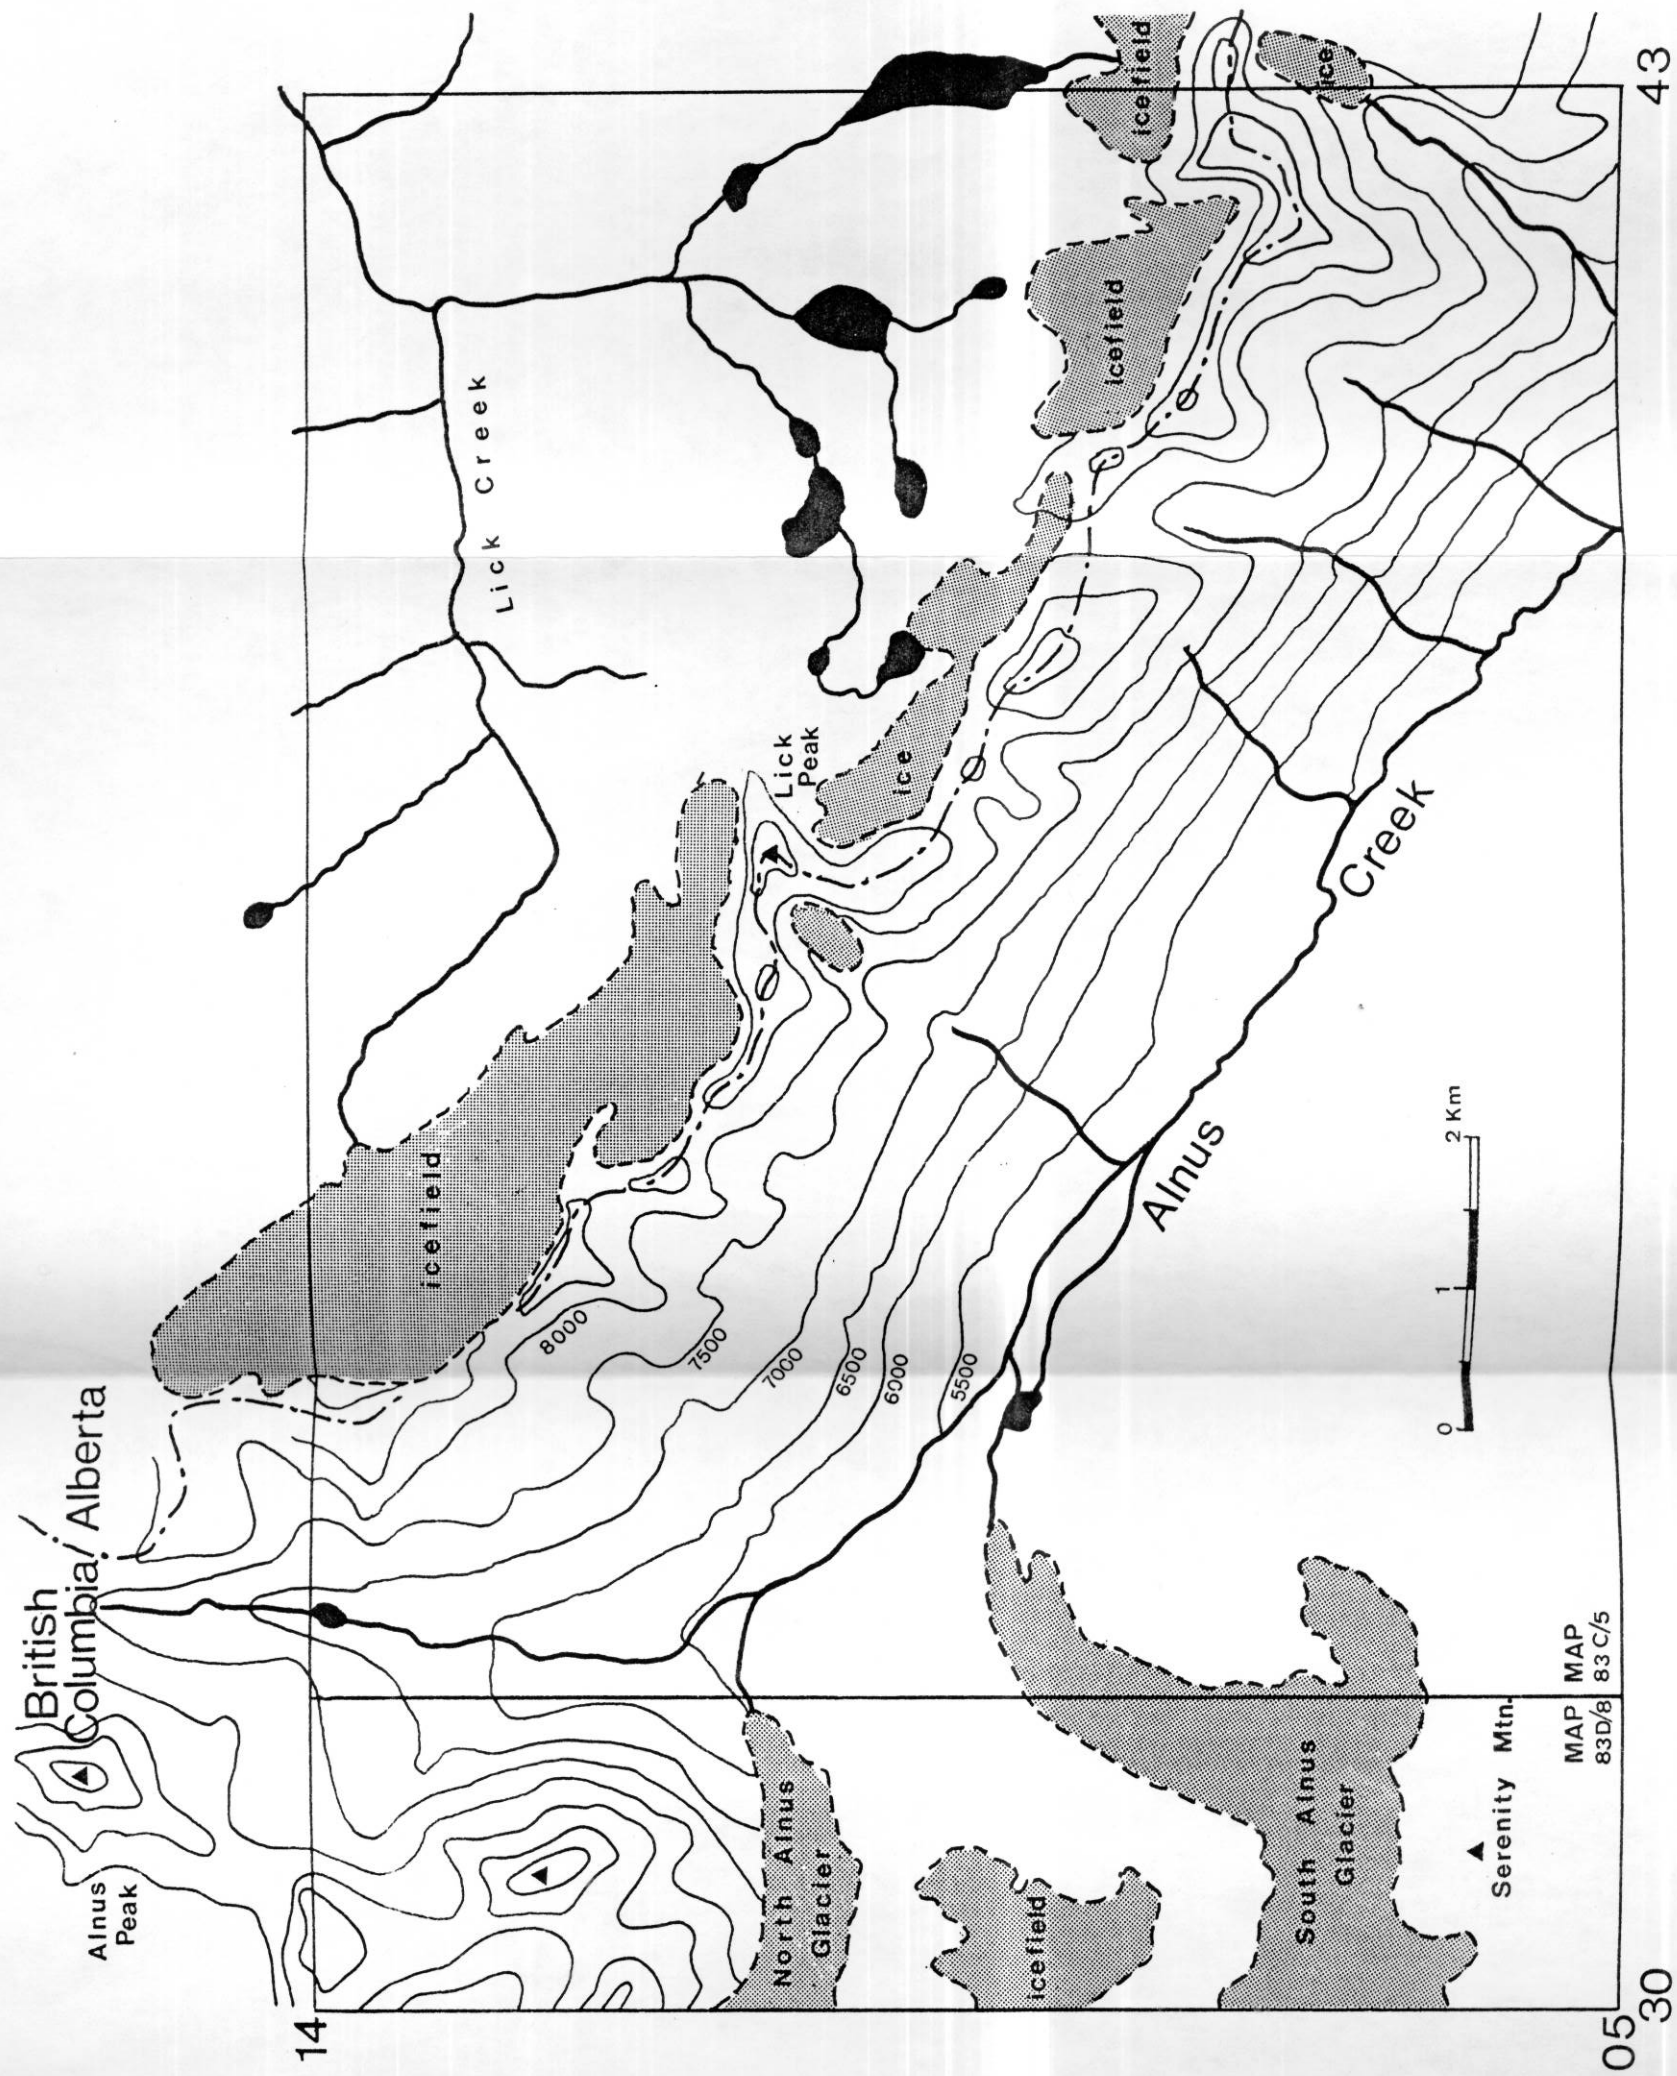 British
Columbia/Alberta
Alnus
Peak
14
Lick Creek
icefield
icefield
ice
43
icefield
Lick
Peak
ice
icefield
8000
7500
7000
6500
6000
5500
Alnus
Creek
0
1
2 Km
North Alnus
Glacier
icefield
South Alnus
Glacier
Serenity Mtn.
MAP
83D/8
MAP
83C/5
05
30